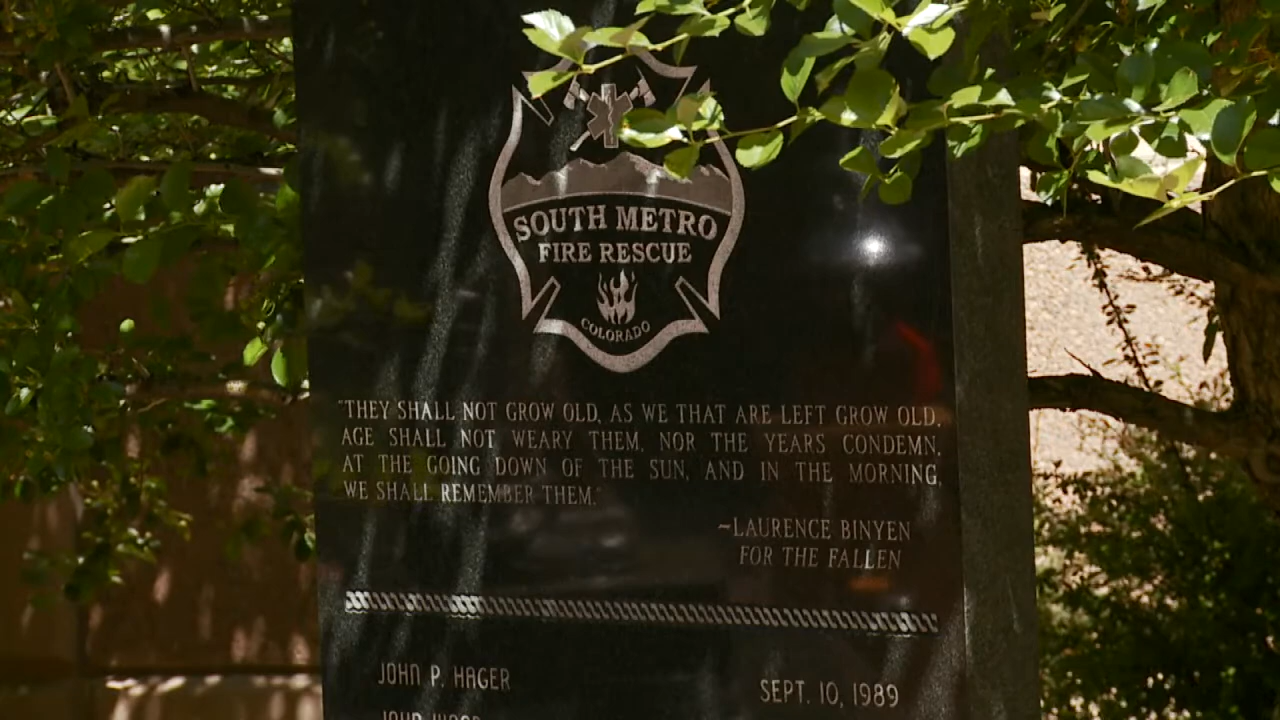 SOUTH METRO
FIRE RESCUE
COLORADO
"THEY SHALL NOT GROW OLD, AS WE THAT ARE LEFT GROW OLD.
AGE SHALL NOT WEARY THEM, NOR THE YEARS CONDEMN.
AT THE GOING DOWN OF THE SUN, AND IN THE MORNING,
WE SHALL REMEMBER THEM."
~LAURENCE BINYEN
FOR THE FALLEN
JOHN P. HAGER SEPT. 10, 1989
JOHN